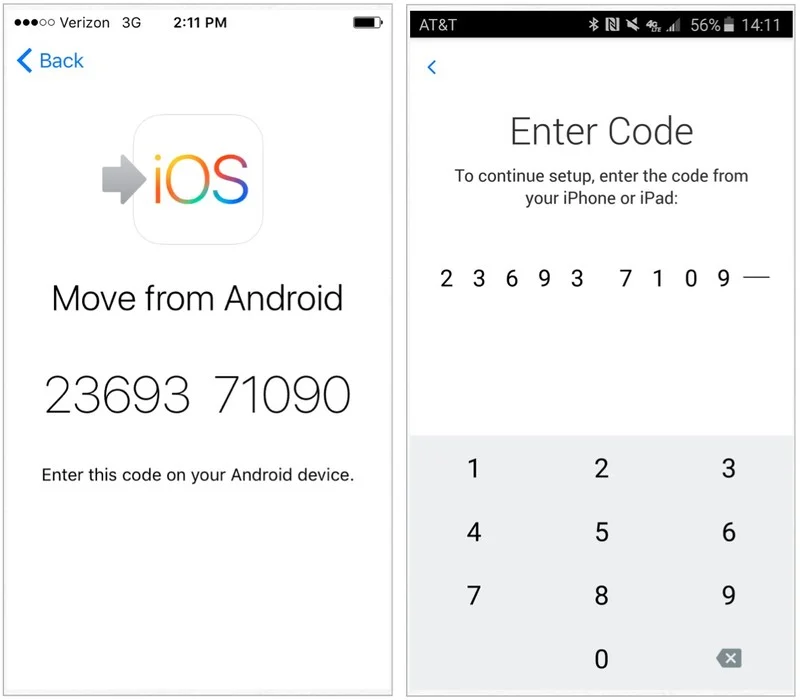 Verizon 3G 2:11 PM
Back
iOS
Move from Android
23693 71090
Enter this code on your Android device.
AT&T 4G LTE 56% 14:11
Enter Code
To continue setup, enter the code from
your iPhone or iPad:
2 3 6 9 3 7 1 0 9
1 2 3
4 5 6
7 8 9
0